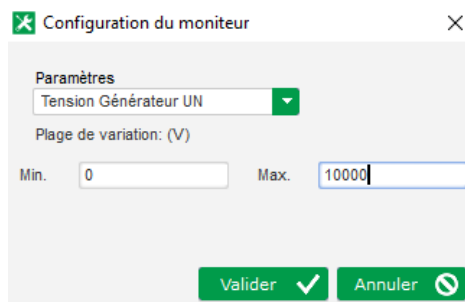 Configuration du moniteur
Paramètres
Tension Générateur UN
Plage de variation: (V)
Min. 0 Max. 10000
Valider Annuler